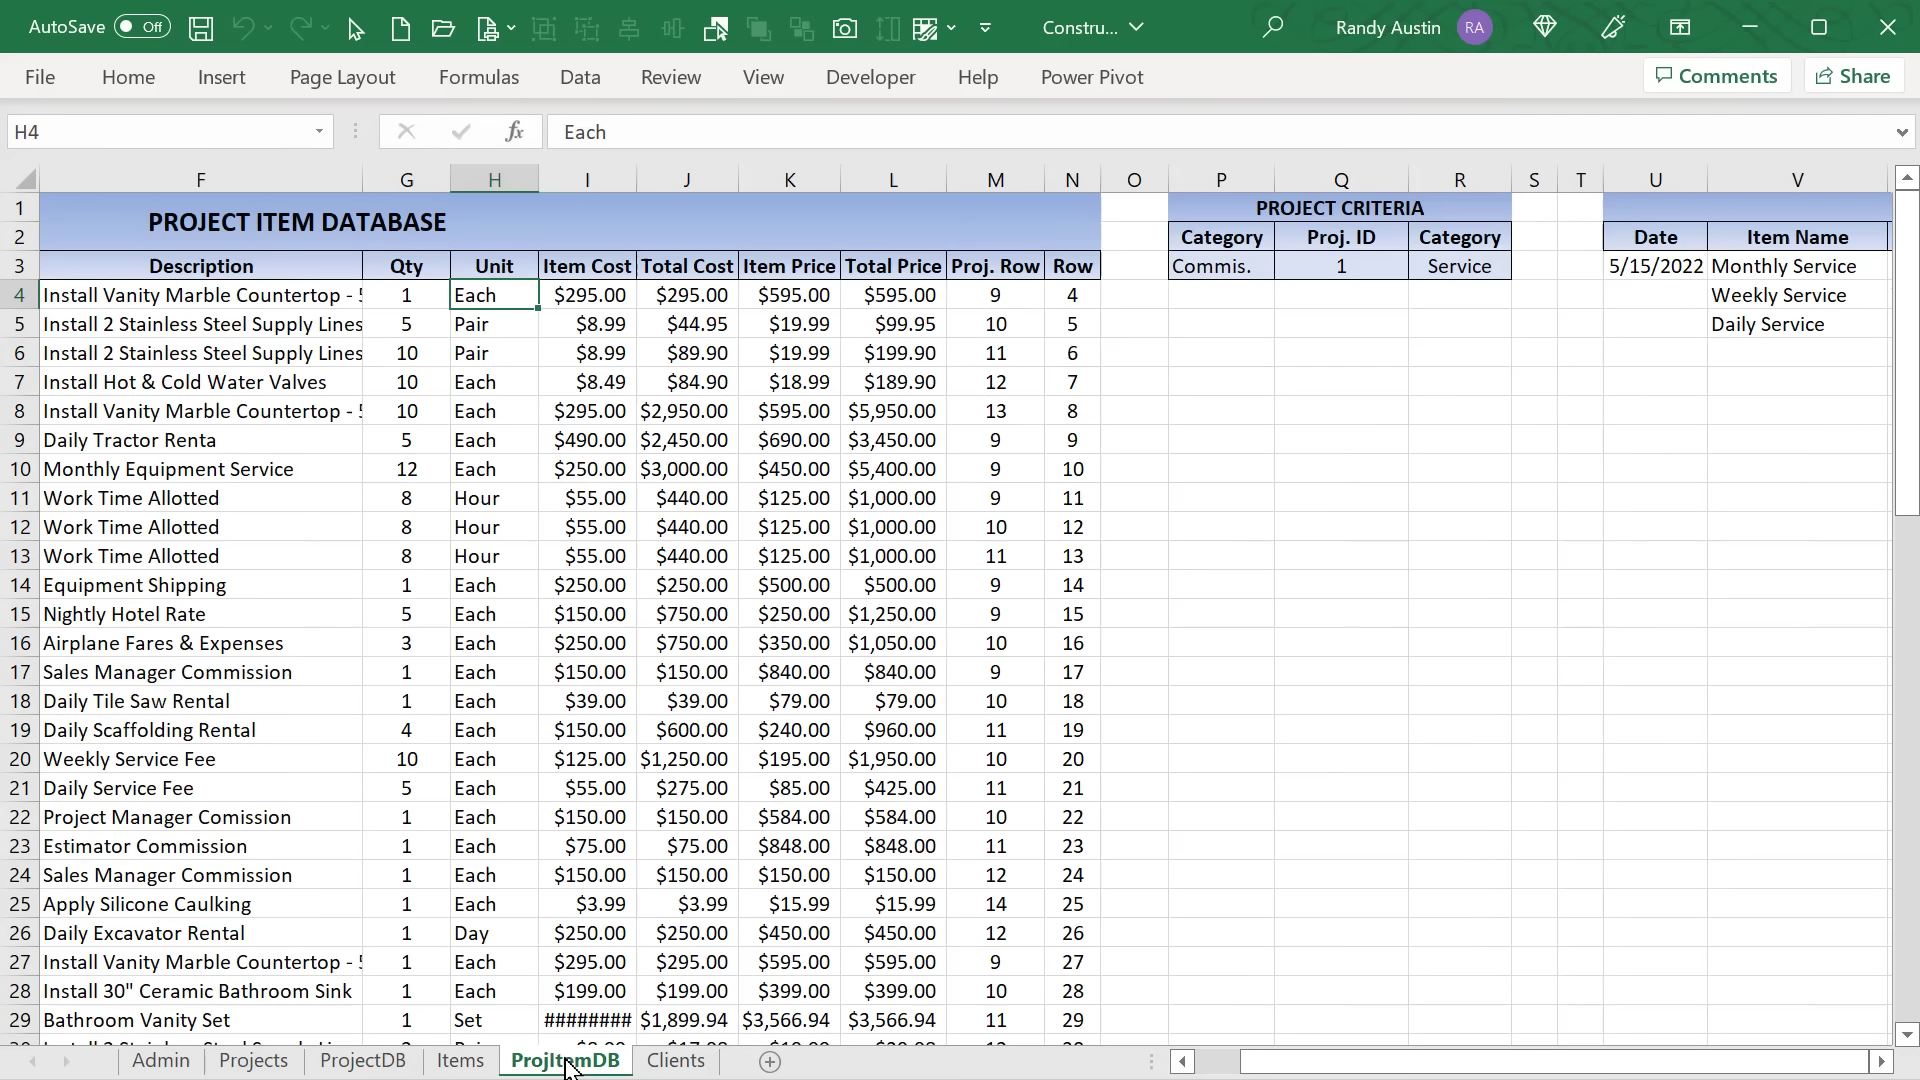 AutoSave Off Constru... Randy Austin RA
File Home Insert Page Layout Formulas Data Review View Developer Help Power Pivot Comments Share
H4 fx Each
F G H I J K L M N O P Q R S T U V
1 PROJECT ITEM DATABASE PROJECT CRITERIA
2 Category Proj. ID Category Date Item Name
3 Description Qty Unit Item Cost Total Cost Item Price Total Price Proj. Row Row Commis. 1 Service 5/15/2022 Monthly Service
4 Install Vanity Marble Countertop - 1 Each $295.00 $295.00 $595.00 $595.00 9 4 Weekly Service
5 Install 2 Stainless Steel Supply Lines 5 Pair $8.99 $44.95 $19.99 $99.95 10 5 Daily Service
6 Install 2 Stainless Steel Supply Lines 10 Pair $8.99 $89.90 $19.99 $199.90 11 6
7 Install Hot & Cold Water Valves 10 Each $8.49 $84.90 $18.99 $189.90 12 7
8 Install Vanity Marble Countertop - 10 Each $295.00 $2,950.00 $595.00 $5,950.00 13 8
9 Daily Tractor Renta 5 Each $490.00 $2,450.00 $690.00 $3,450.00 9 9
10 Monthly Equipment Service 12 Each $250.00 $3,000.00 $450.00 $5,400.00 9 10
11 Work Time Allotted 8 Hour $55.00 $440.00 $125.00 $1,000.00 9 11
12 Work Time Allotted 8 Hour $55.00 $440.00 $125.00 $1,000.00 10 12
13 Work Time Allotted 8 Hour $55.00 $440.00 $125.00 $1,000.00 11 13
14 Equipment Shipping 1 Each $250.00 $250.00 $500.00 $500.00 9 14
15 Nightly Hotel Rate 5 Each $150.00 $750.00 $250.00 $1,250.00 9 15
16 Airplane Fares & Expenses 3 Each $250.00 $750.00 $350.00 $1,050.00 10 16
17 Sales Manager Commission 1 Each $150.00 $150.00 $840.00 $840.00 9 17
18 Daily Tile Saw Rental 1 Each $39.00 $39.00 $79.00 $79.00 10 18
19 Daily Scaffolding Rental 4 Each $150.00 $600.00 $240.00 $960.00 11 19
20 Weekly Service Fee 10 Each $125.00 $1,250.00 $195.00 $1,950.00 10 20
21 Daily Service Fee 5 Each $55.00 $275.00 $85.00 $425.00 11 21
22 Project Manager Comission 1 Each $150.00 $150.00 $584.00 $584.00 10 22
23 Estimator Commission 1 Each $75.00 $75.00 $848.00 $848.00 11 23
24 Sales Manager Commission 1 Each $150.00 $150.00 $150.00 $150.00 12 24
25 Apply Silicone Caulking 1 Each $3.99 $3.99 $15.99 $15.99 14 25
26 Daily Excavator Rental 1 Day $250.00 $250.00 $450.00 $450.00 12 26
27 Install Vanity Marble Countertop - 1 Each $295.00 $295.00 $595.00 $595.00 9 27
28 Install 30" Ceramic Bathroom Sink 1 Each $199.00 $199.00 $399.00 $399.00 10 28
29 Bathroom Vanity Set 1 Set ######## $1,899.94 $3,566.94 $3,566.94 11 29
Admin Projects ProjectDB Items ProjItemDB Clients